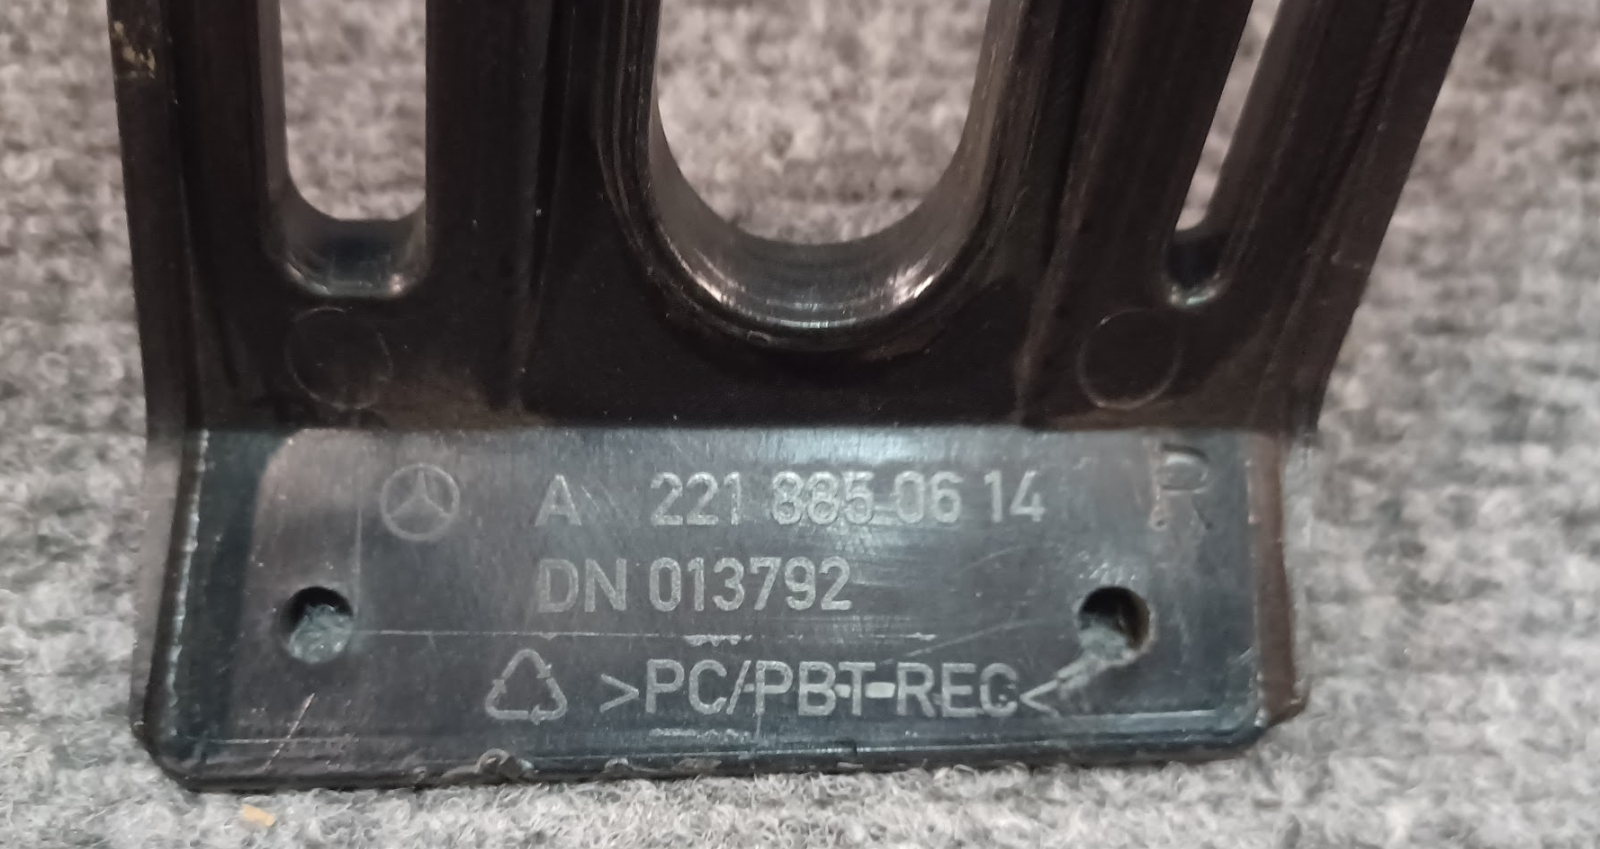 A 221 885 06 14 R
DN 013792
>PC/PBT-REC<